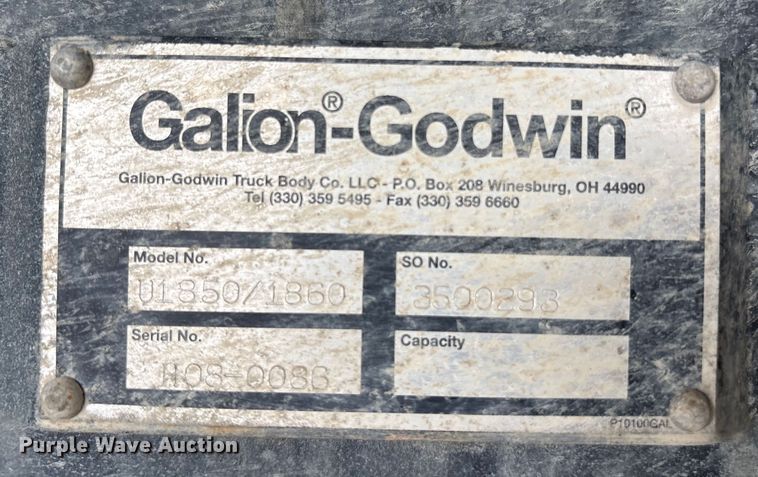 Galion®-Godwin®
Galion-Godwin Truck Body Co. LLC - P.O. Box 208 Winesburg, OH 44990
Tel (330) 359 5495 - Fax (330) 359 6660
Model No.
U1850/1860
SO No.
3500293
Serial No.
H08-0086
Capacity
P10100GAL
Purple Wave Auction